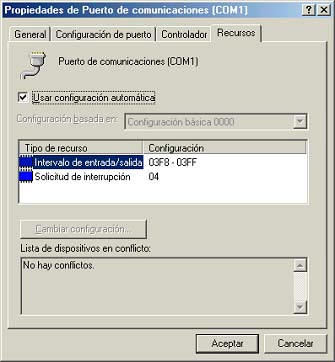 Propiedades de Puerto de comunicaciones (COM1)
General Configuración de puerto Controlador Recursos
Puerto de comunicaciones (COM1)
Usar configuración automática
Configuración basada en: Configuración básica 0000
Tipo de recurso Configuración
Intervalo de entrada/salida 03F8 - 03FF
Solicitud de interrupción 04
Cambiar configuración...
Lista de dispositivos en conflicto:
No hay conflictos.
Aceptar Cancelar